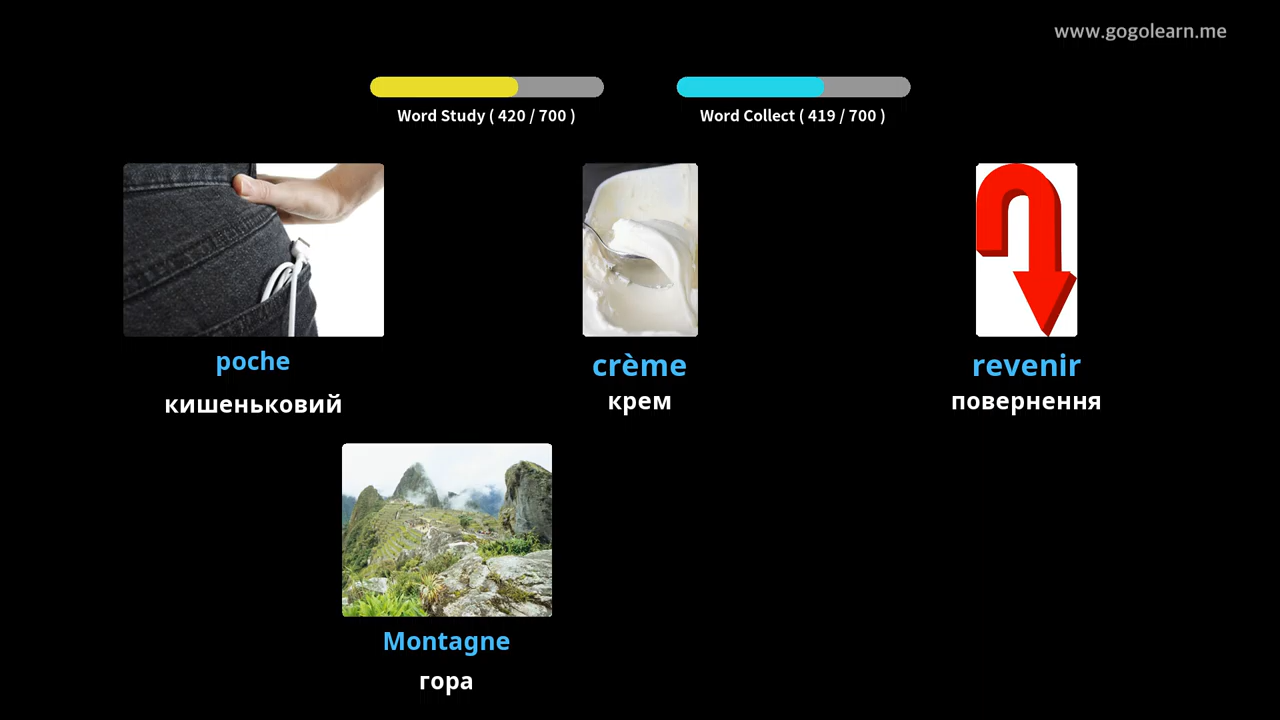 www.gogolearn.me
Word Study ( 420 / 700 )
Word Collect ( 419 / 700 )
poche
кишеньковий
crème
крем
revenir
повернення
Montagne
гора